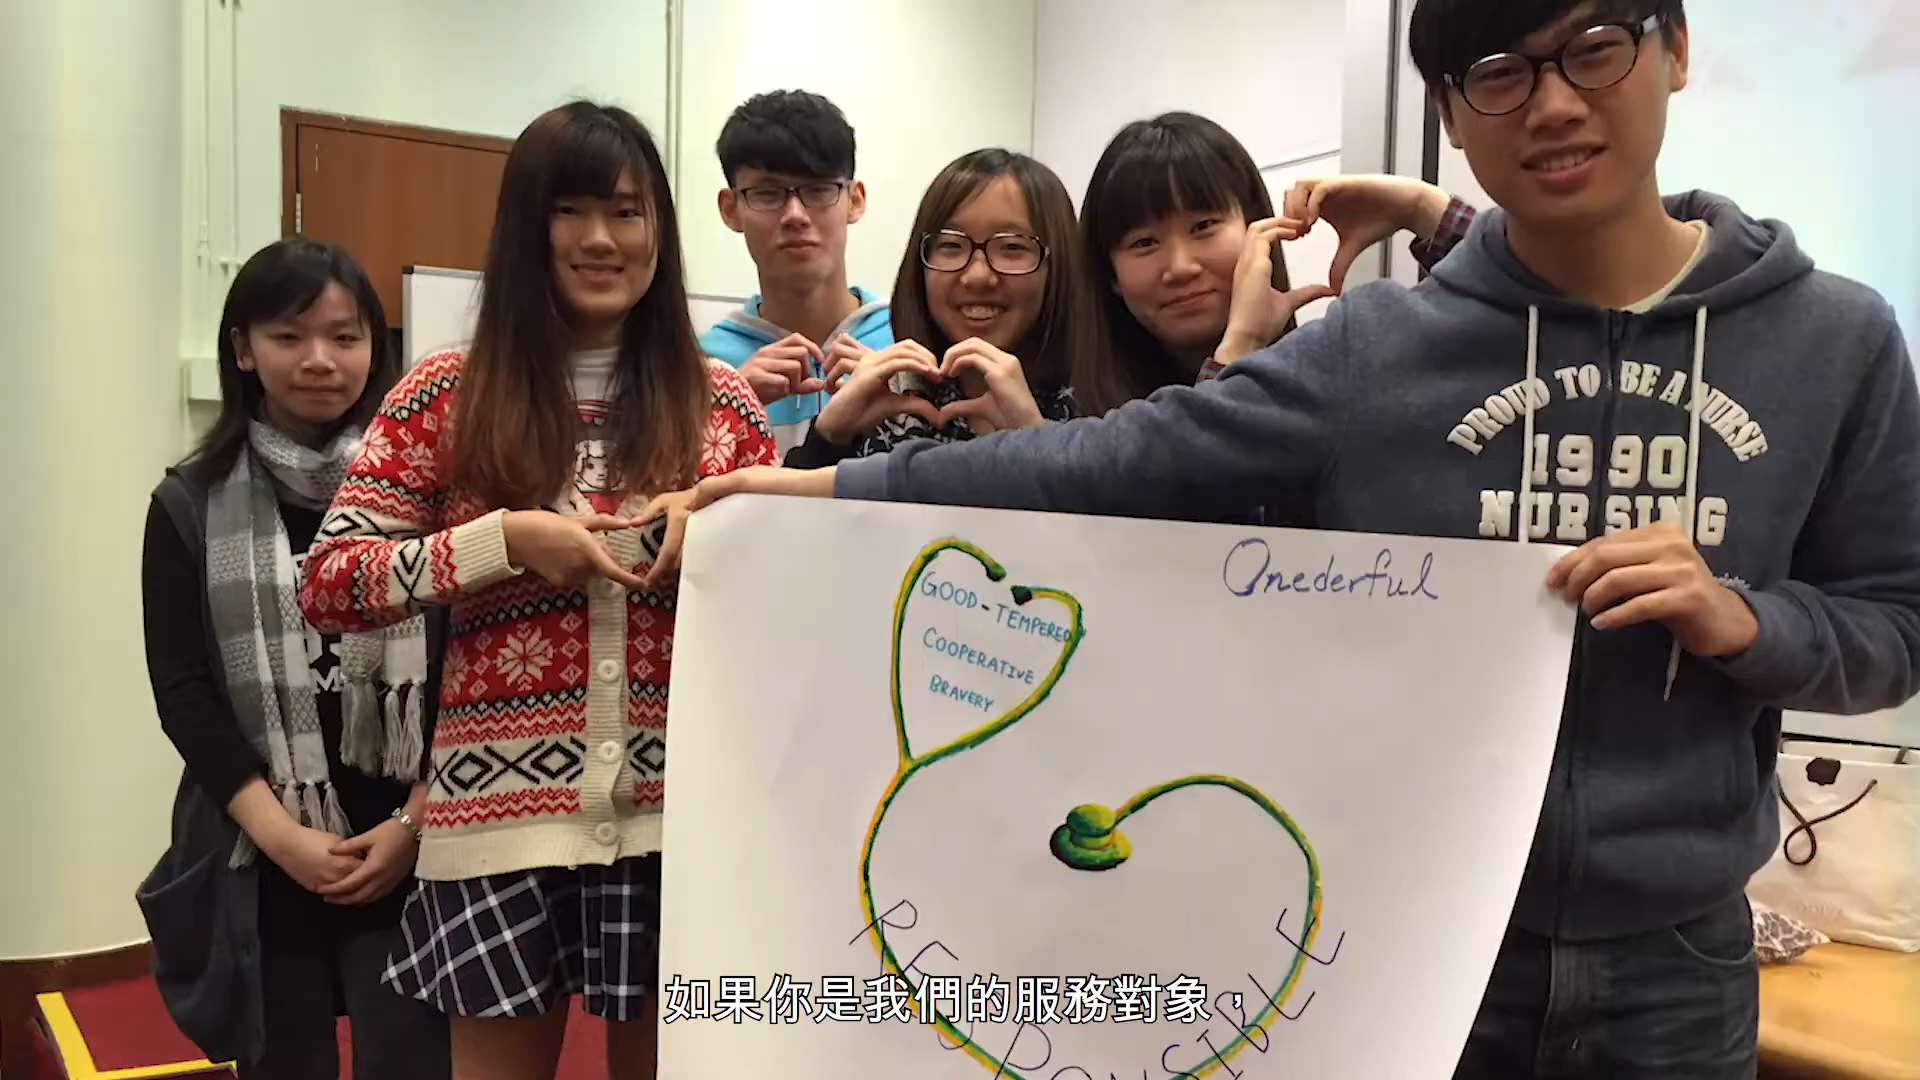 PROUD TO BE A NURSE
1990
NURSING
Onederful
GOOD-TEMPERED
COOPERATIVE
BRAVERY
RESPONSIBLE
如果你是我們的服務對象，